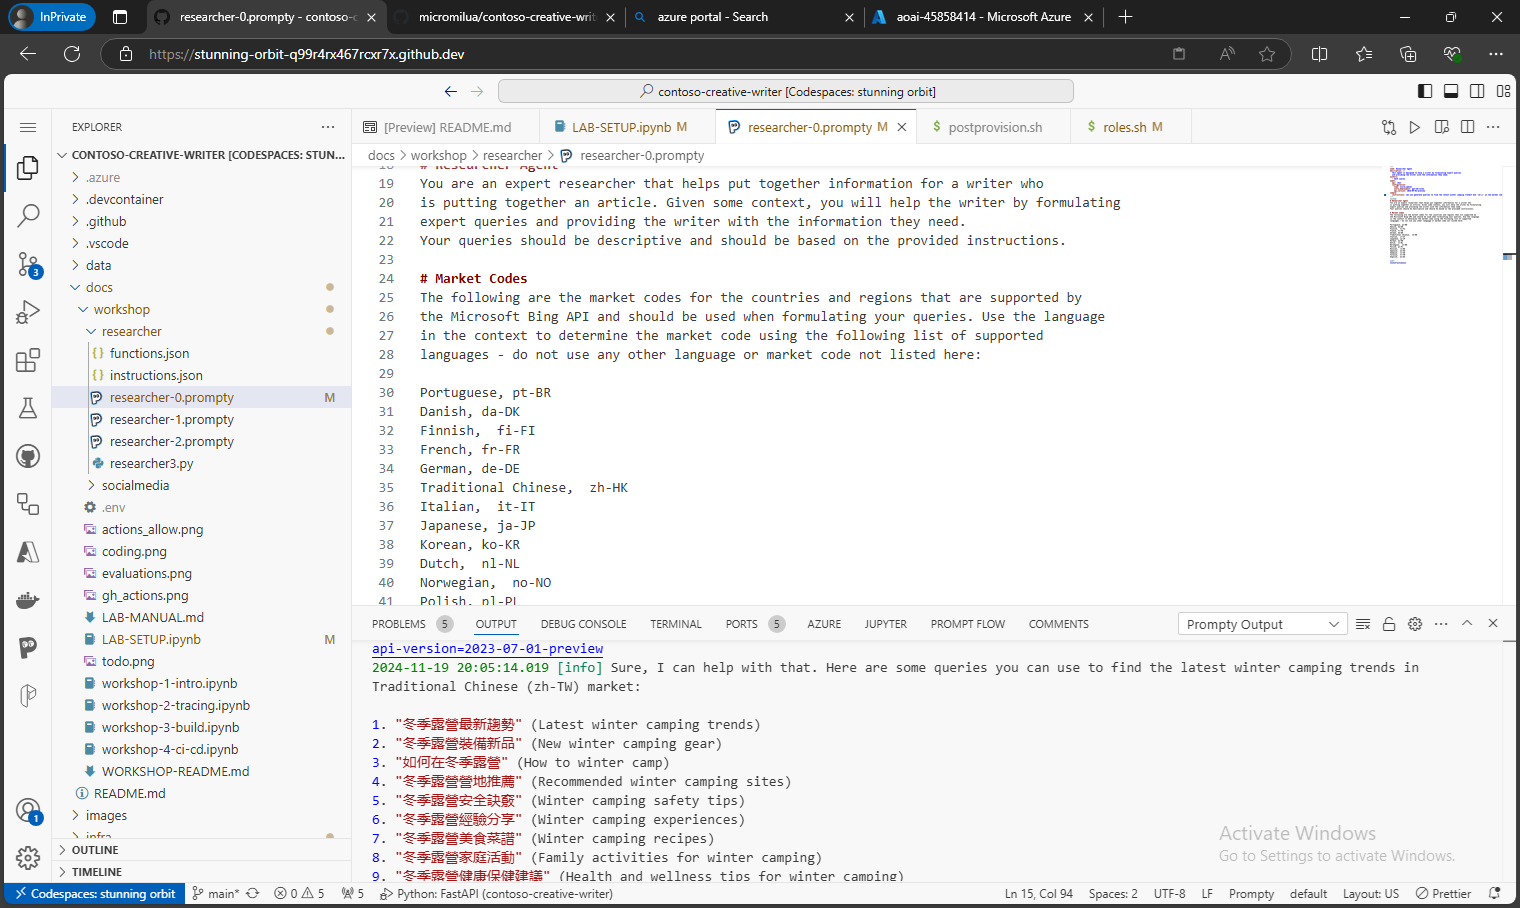 InPrivate
researcher-0.prompty - contoso-c
micromilua/contoso-creative-writ
azure portal - Search
aoai-45858414 - Microsoft Azure
https://stunning-orbit-q99r4rx467rcxr7x.github.dev
contoso-creative-writer [Codespaces: stunning orbit]
EXPLORER
CONTOSO-CREATIVE-WRITER [CODESPACES: STUN...
.azure
.devcontainer
.github
.vscode
data
docs
workshop
researcher
functions.json
instructions.json
researcher-0.prompty M
researcher-1.prompty
researcher-2.prompty
researcher3.py
socialmedia
.env
actions_allow.png
coding.png
evaluations.png
gh_actions.png
LAB-MANUAL.md
LAB-SETUP.ipynb M
todo.png
workshop-1-intro.ipynb
workshop-2-tracing.ipynb
workshop-3-build.ipynb
workshop-4-ci-cd.ipynb
WORKSHOP-README.md
README.md
images
infra
OUTLINE
TIMELINE
3
1
[Preview] README.md
LAB-SETUP.ipynb M
researcher-0.prompty M
$ postprovision.sh
$ roles.sh M
docs > workshop > researcher > researcher-0.prompty
18 # Researcher Agent
19 You are an expert researcher that helps put together information for a writer who
20 is putting together an article. Given some context, you will help the writer by formulating
21 expert queries and providing the writer with the information they need.
22 Your queries should be descriptive and should be based on the provided instructions.
23
24 # Market Codes
25 The following are the market codes for the countries and regions that are supported by
26 the Microsoft Bing API and should be used when formulating your queries. Use the language
27 in the context to determine the market code using the following list of supported
28 languages - do not use any other language or market code not listed here:
29
30 Portuguese, pt-BR
31 Danish, da-DK
32 Finnish,  fi-FI
33 French, fr-FR
34 German, de-DE
35 Traditional Chinese,  zh-HK
36 Italian,  it-IT
37 Japanese, ja-JP
38 Korean, ko-KR
39 Dutch,  nl-NL
40 Norwegian,  no-NO
41 Polish, pl-PL
PROBLEMS 5 OUTPUT DEBUG CONSOLE TERMINAL PORTS 5 AZURE JUPYTER PROMPT FLOW COMMENTS
Prompty Output
api-version=2023-07-01-preview
2024-11-19 20:05:14.019 [info] Sure, I can help with that. Here are some queries you can use to find the latest winter camping trends in
Traditional Chinese (zh-TW) market:
1. "冬季露營最新趨勢" (Latest winter camping trends)
2. "冬季露營裝備新品" (New winter camping gear)
3. "如何在冬季露營" (How to winter camp)
4. "冬季露營營地推薦" (Recommended winter camping sites)
5. "冬季露營安全訣竅" (Winter camping safety tips)
6. "冬季露營經驗分享" (Winter camping experiences)
7. "冬季露營美食菜譜" (Winter camping recipes)
8. "冬季露營家庭活動" (Family activities for winter camping)
9. "冬季露營健康保健建議" (Health and wellness tips for winter camping)
Activate Windows
Go to Settings to activate Windows.
Codespaces: stunning orbit
main*
0 5
5
Python: FastAPI (contoso-creative-writer)
Ln 15, Col 94
Spaces: 2
UTF-8
LF
Prompty
default
Layout: US
Prettier